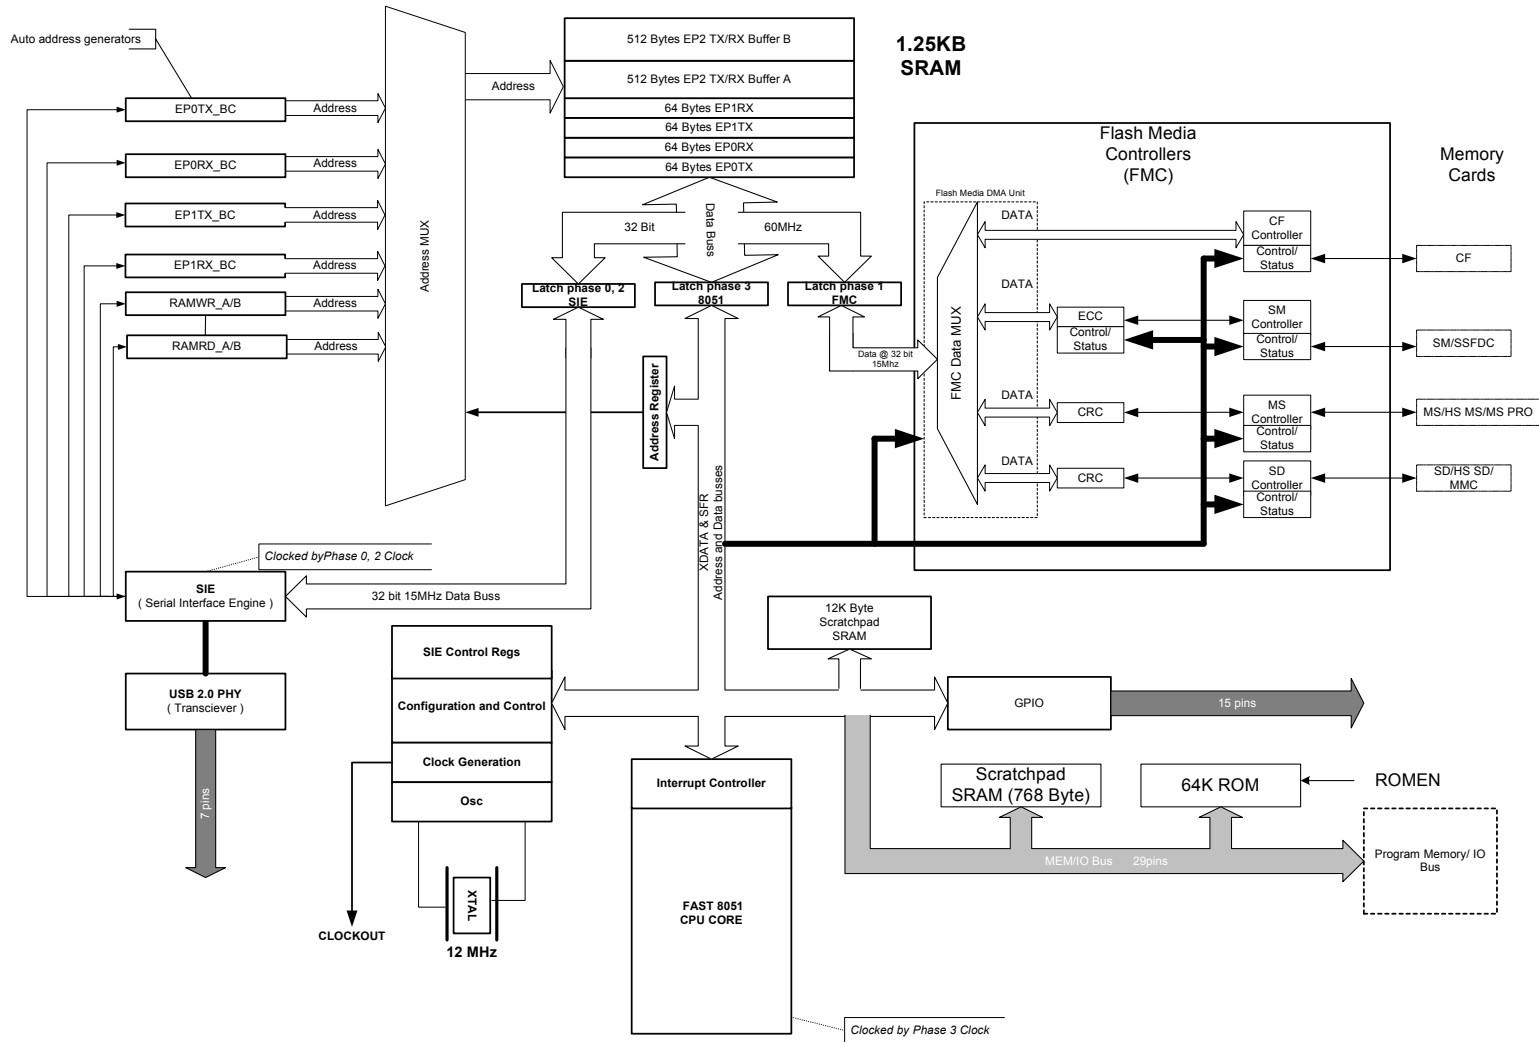 Auto address generators
EP0TX_BC
Address
EP0RX_BC
Address
EP1TX_BC
Address
EP1RX_BC
Address
RAMWR_A/B
Address
RAMRD_A/B
Address
Address MUX
Address
512 Bytes EP2 TX/RX Buffer B
512 Bytes EP2 TX/RX Buffer A
64 Bytes EP1RX
64 Bytes EP1TX
64 Bytes EP0RX
64 Bytes EP0TX
1.25KB
SRAM
32 Bit
Data Buss
60MHz
Latch phase 0, 2
SIE
Latch phase 3
8051
Latch phase 1
FMC
Data @ 32 bit
15Mhz
Address Register
XDATA & SFR
Address and Data busses
Flash Media
Controllers
(FMC)
Flash Media DMA Unit
FMC Data MUX
DATA
DATA
DATA
DATA
ECC
Control/
Status
CRC
CRC
CF
Controller
Control/
Status
SM
Controller
Control/
Status
MS
Controller
Control/
Status
SD
Controller
Control/
Status
Memory
Cards
CF
SM/SSFDC
MS/HS MS/MS PRO
SD/HS SD/
MMC
Clocked byPhase 0, 2 Clock
SIE
( Serial Interface Engine )
32 bit 15MHz Data Buss
USB 2.0 PHY
( Transciever )
7 pins
SIE Control Regs
Configuration and Control
Clock Generation
Osc
XTAL
12 MHz
CLOCKOUT
12K Byte
Scratchpad
SRAM
GPIO
15 pins
Interrupt Controller
FAST 8051
CPU CORE
Clocked by Phase 3 Clock
Scratchpad
SRAM (768 Byte)
64K ROM
ROMEN
MEM/IO Bus 29pins
Program Memory/ IO
Bus